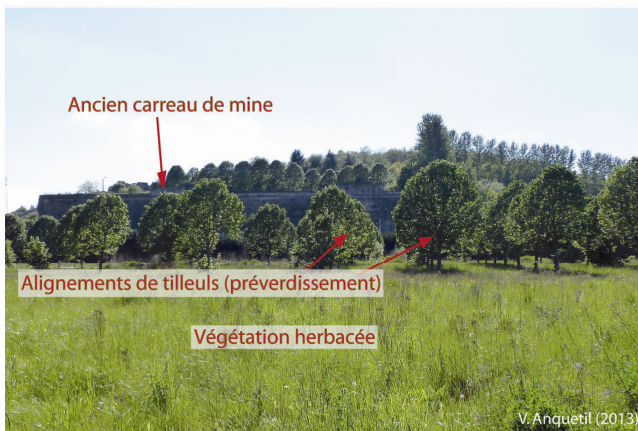 Ancien carreau de mine
Alignements de tilleuls (préverdissement)
Végétation herbacée
V. Anquetil (2013)